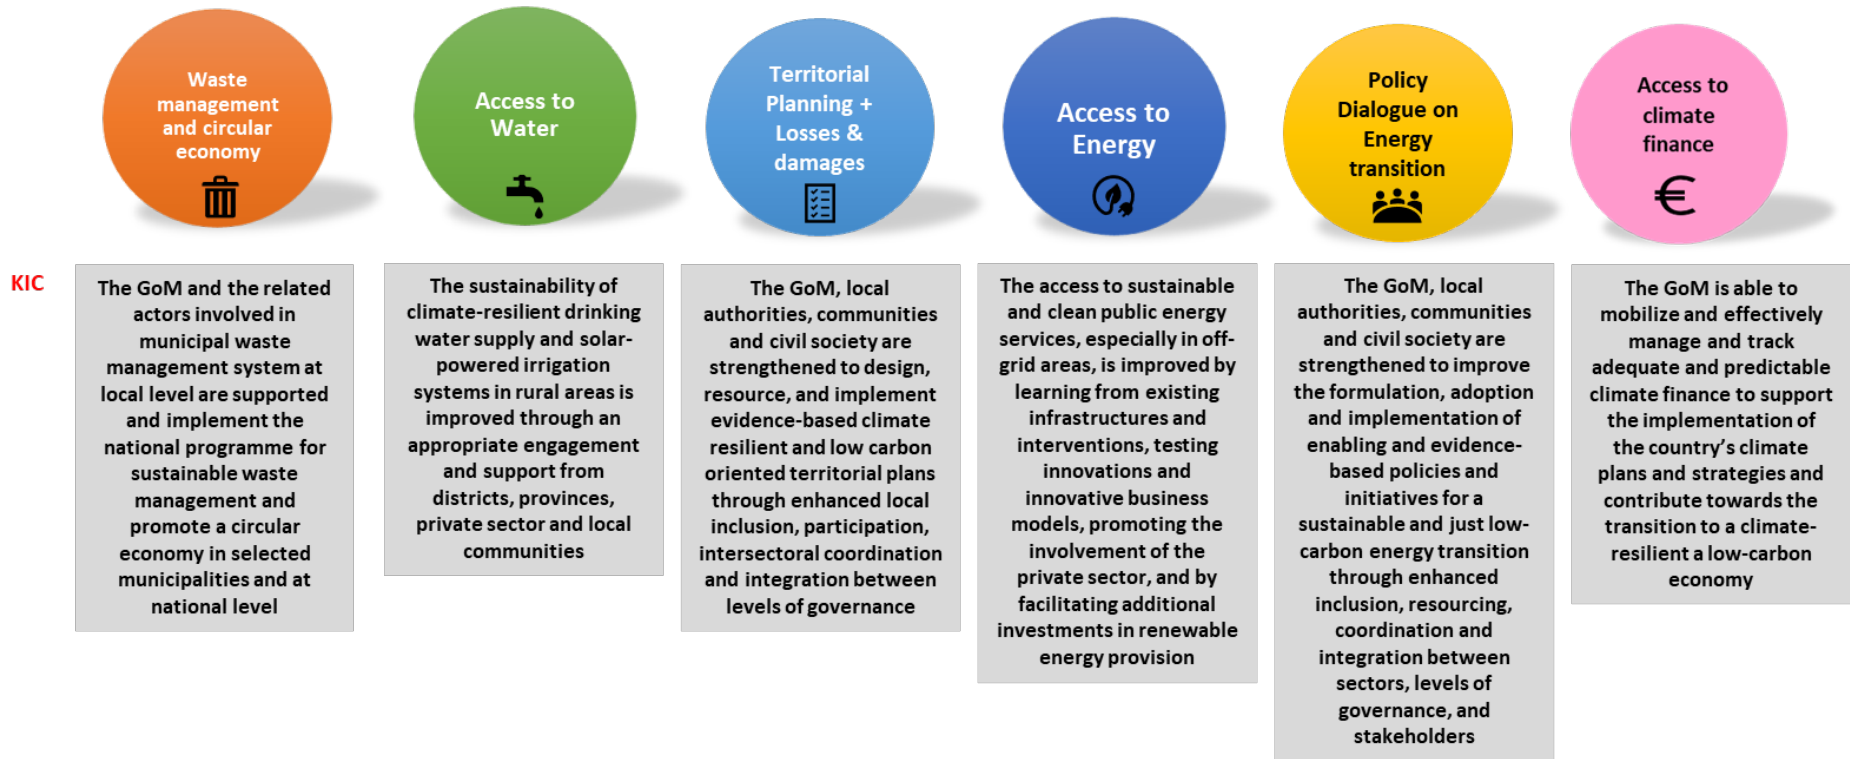 Waste
management
and circular
economy
Access to
Water
Territorial
Planning +
Losses &
damages
Access to
Energy
Policy
Dialogue on
Energy
transition
Access to
climate
finance
€
KIC
The GoM and the related
actors involved in
municipal waste
management system at
local level are supported
and implement the
national programme for
sustainable waste
management and
promote a circular
economy in selected
municipalities and at
national level
The sustainability of
climate-resilient drinking
water supply and solar-
powered irrigation
systems in rural areas is
improved through an
appropriate engagement
and support from
districts, provinces,
private sector and local
communities
The GoM, local
authorities, communities
and civil society are
strengthened to design,
resource, and implement
evidence-based climate
resilient and low carbon
oriented territorial plans
through enhanced local
inclusion, participation,
intersectoral coordination
and integration between
levels of governance
The access to sustainable
and clean public energy
services, especially in off-
grid areas, is improved by
learning from existing
infrastructures and
interventions, testing
innovations and
innovative business
models, promoting the
involvement of the
private sector, and by
facilitating additional
investments in renewable
energy provision
The GoM, local
authorities, communities
and civil society are
strengthened to improve
the formulation, adoption
and implementation of
enabling and evidence-
based policies and
initiatives for a
sustainable and just low-
carbon energy transition
through enhanced
inclusion, resourcing,
coordination and
integration between
sectors, levels of
governance, and
stakeholders
The GoM is able to
mobilize and effectively
manage and track
adequate and predictable
climate finance to support
the implementation of
the country’s climate
plans and strategies and
contribute towards the
transition to a climate-
resilient a low-carbon
economy